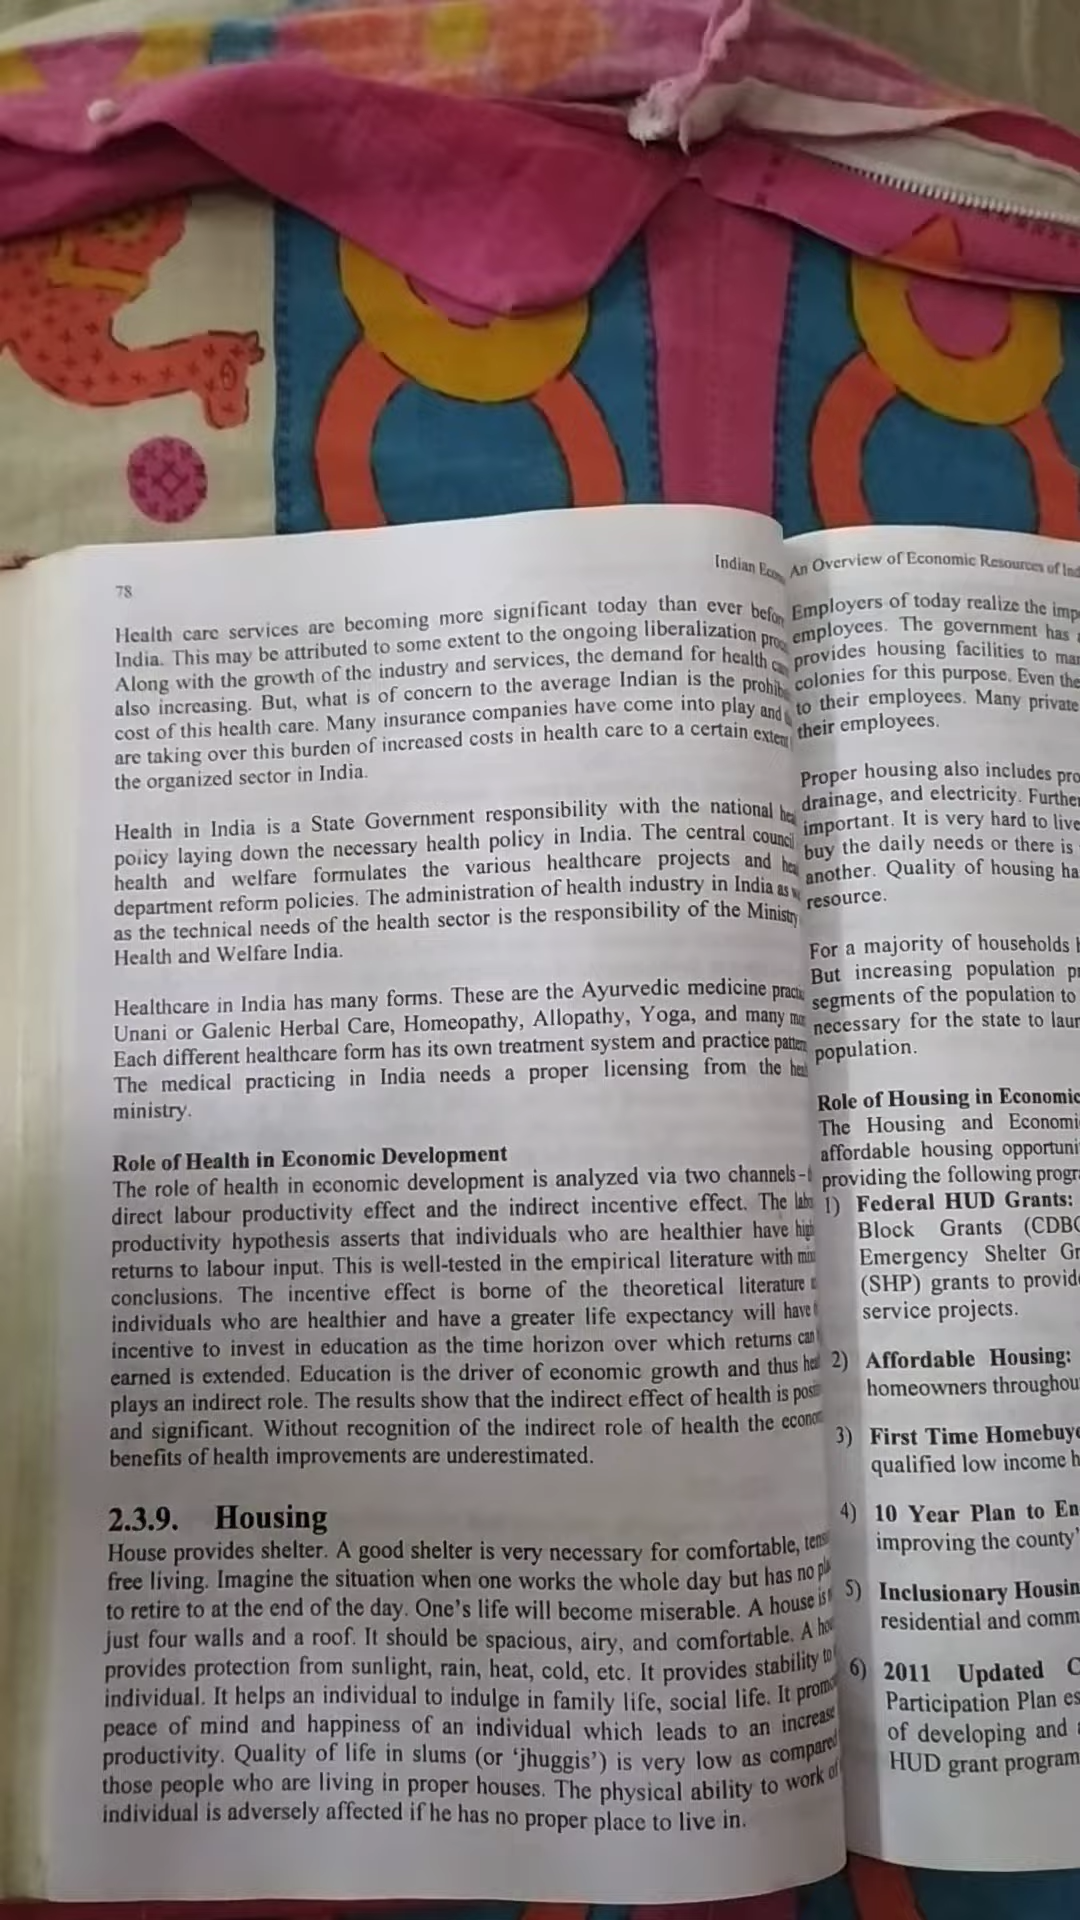 78
Indian
Health care services are becoming more significant today than ever
India. This may be attributed to some extent to the ongoing liberalization
Along with the growth of the industry and services, the demand for health
also increasing. But, what is of concern to the average Indian is the
cost of this health care. Many insurance companies have come into play and
are taking over this burden of increased costs in health care to a certain extent
the organized sector in India.
Health in India is a State Government responsibility with the national
policy laying down the necessary health policy in India. The central council
health and welfare formulates the various healthcare projects and
department reform policies. The administration of health industry in India as
as the technical needs of the health sector is the responsibility of the Ministry
Health and Welfare India.
Healthcare in India has many forms. These are the Ayurvedic medicine
Unani or Galenic Herbal Care, Homeopathy, Allopathy, Yoga, and many
Each different healthcare form has its own treatment system and practice
The medical practicing in India needs a proper licensing from the
ministry.
Role of Health in Economic Development
The role of health in economic development is analyzed via two channels -
direct labour productivity effect and the indirect incentive effect. The
productivity hypothesis asserts that individuals who are healthier have
returns to labour input. This is well-tested in the empirical literature with
conclusions. The incentive effect is borne of the theoretical literature
individuals who are healthier and have a greater life expectancy will have
incentive to invest in education as the time horizon over which returns can
earned is extended. Education is the driver of economic growth and thus
plays an indirect role. The results show that the indirect effect of health is
and significant. Without recognition of the indirect role of health the
benefits of health improvements are underestimated.
2.3.9. Housing
House provides shelter. A good shelter is very necessary for comfortable,
free living. Imagine the situation when one works the whole day but has no
to retire to at the end of the day. One's life will become miserable. A house is
just four walls and a roof. It should be spacious, airy, and comfortable. A
provides protection from sunlight, rain, heat, cold, etc. It provides stability to
individual. It helps an individual to indulge in family life, social life. It
peace of mind and happiness of an individual which leads to an increase
productivity. Quality of life in slums (or 'jhuggis') is very low as compared
those people who are living in proper houses. The physical ability to work of
individual is adversely affected if he has no proper place to live in.
An Overview of Economic Resources of
Employers of today realize the
employees. The government has
provides housing facilities to
colonies for this purpose. Even the
to their employees. Many private
their employees.
Proper housing also includes
drainage, and electricity.
important. It is very hard to live
buy the daily needs or there is
another. Quality of housing
resource.
For a majority of households
But increasing population
segments of the population to
necessary for the state to
population.
Role of Housing in Economic
The Housing and
affordable housing
providing the following
1) Federal HUD Grants:
Block Grants
Emergency Shelter
(SHP) grants to
service projects.
2) Affordable Housing:
homeowners
3) First Time
qualified low income
4) 10 Year Plan to
improving the
5) Inclusionary
residential and
6) 2011 Updated
Participation Plan
of developing and
HUD grant